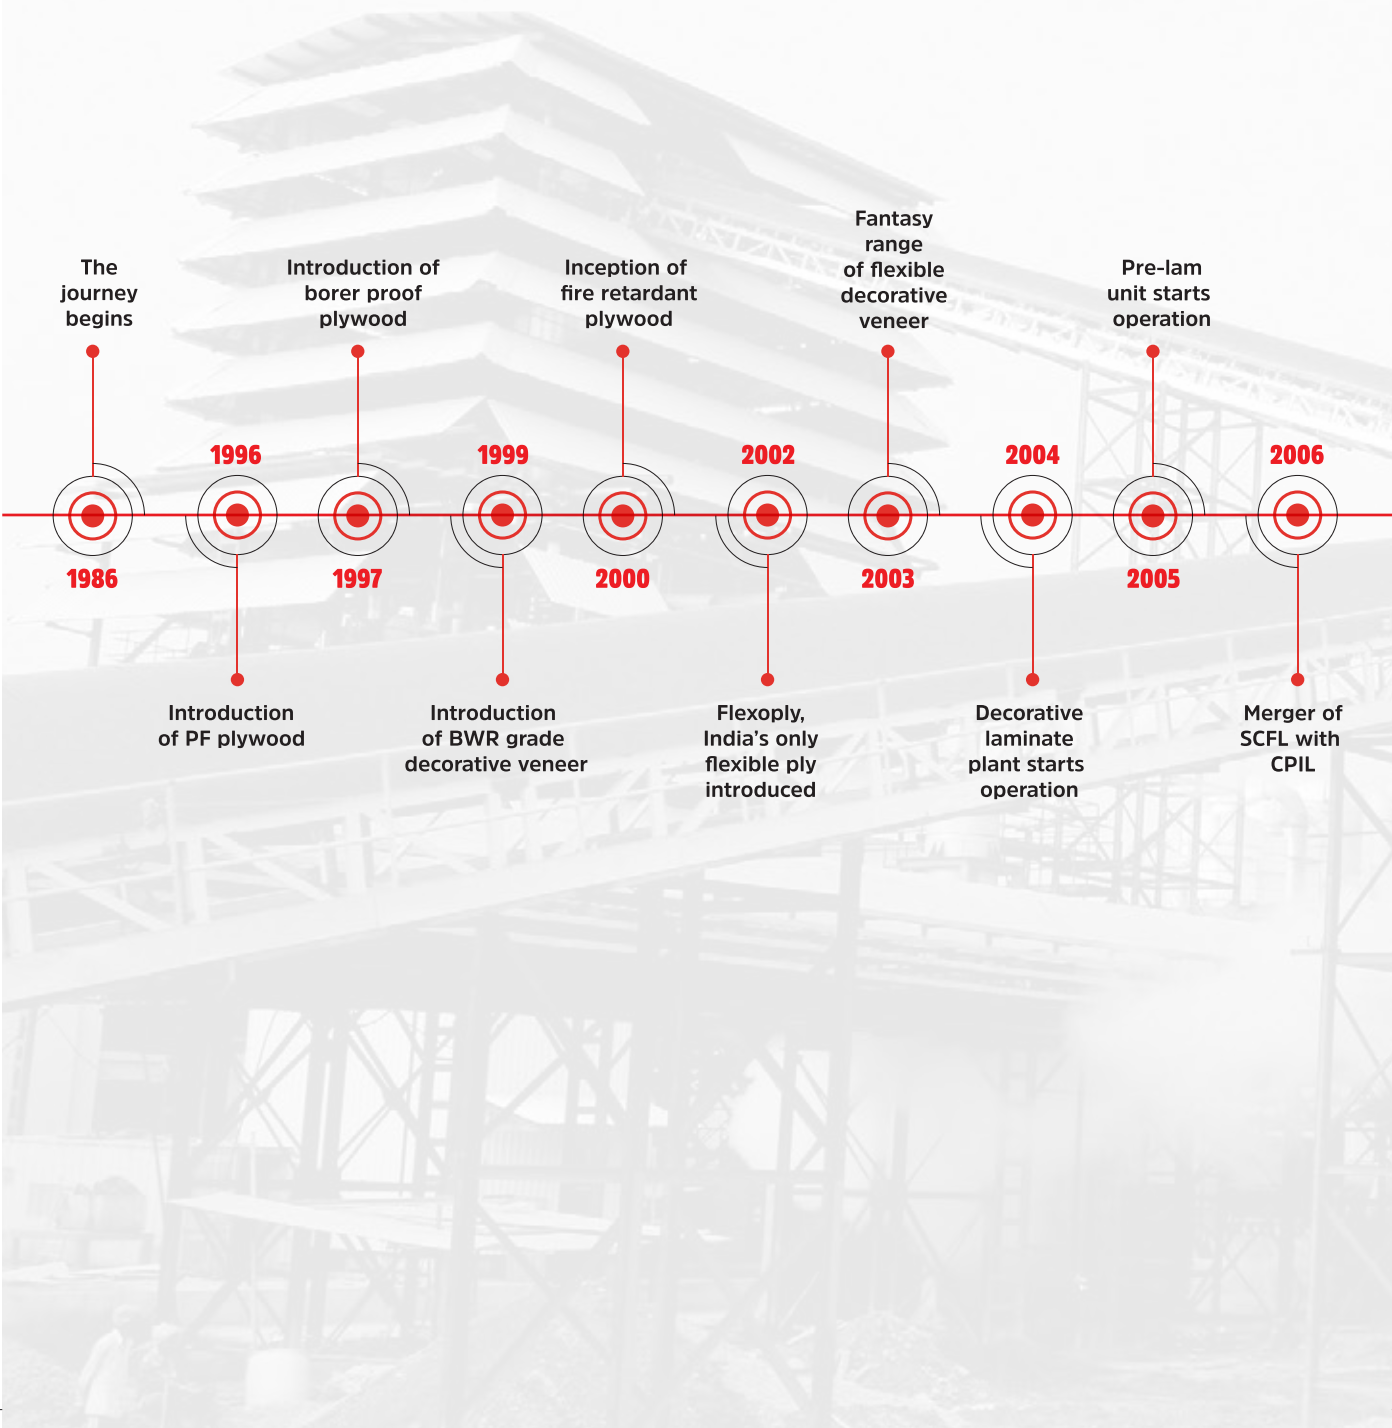 The
journey
begins
1986
1996
Introduction
of PF plywood
Introduction of
borer proof
plywood
1997
1999
Introduction
of BWR grade
decorative veneer
Inception of
fire retardant
plywood
2000
2002
Flexoply,
India’s only
flexible ply
introduced
Fantasy
range
of flexible
decorative
veneer
2003
2004
Decorative
laminate
plant starts
operation
Pre-lam
unit starts
operation
2005
2006
Merger of
SCFL with
CPIL